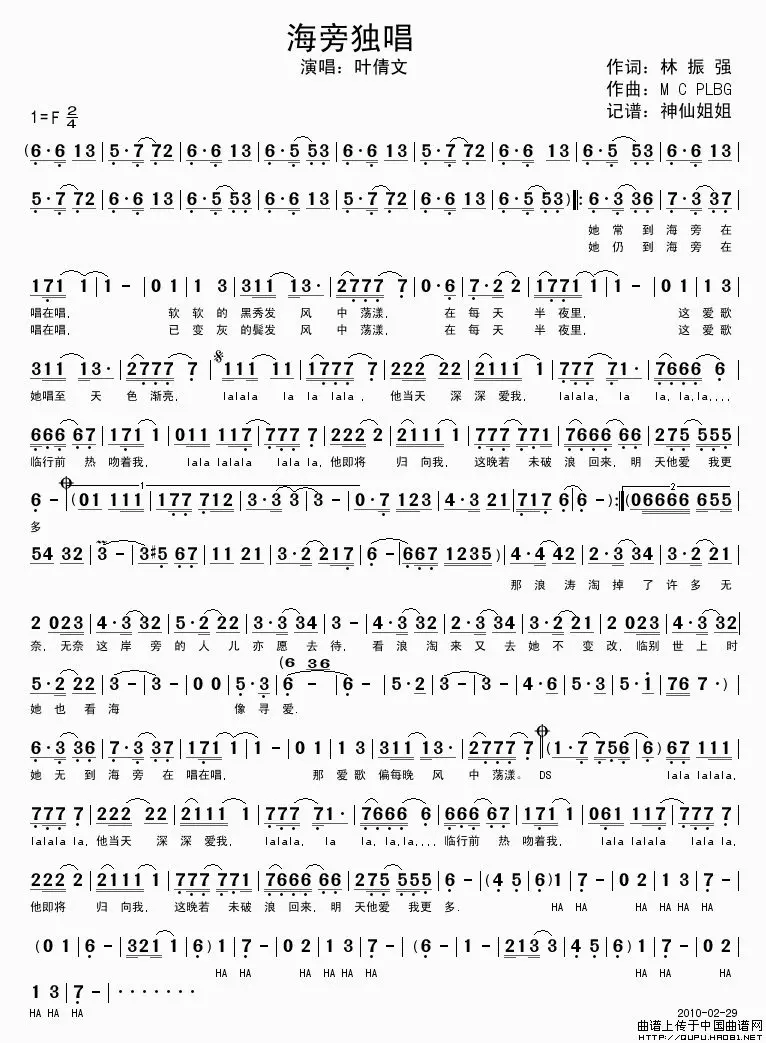 海旁独唱
演唱：叶倩文
作词：林 振 强
作曲：M C PLBG
记谱：神仙姐姐
1=F 2/4
(6·6 13|5·7 72|6·6 13|6·5 53|6·6 13|5·7 72|6·6 13|6·5 53|6·6 13|
5·7 72|6·6 13|6·5 53|6·6 13|5·7 72|6·6 13|6·5 53)‖:6·3 36|7·3 37|
她 常 到 海 旁 在
她 仍 到 海 旁 在
171 1|1 -|01|1 3|311 13·|2777 7|0·6|7·2 2|1771 1|1 -|01|1 3|
唱在唱， 软 软 的 黑秀发 风 中 荡漾， 在 每 天 半 夜里， 这 爱歌
唱在唱， 已 变 灰 的鬓发 风 中 荡漾， 在 每 天 半 夜里， 这 爱歌
311 13·|2777 7|111 11|1777 7|222 22|2111 1|777 71·|7666 6|
她唱至 天 色 渐亮， lalala la la lala ，他当天 深深 爱我， lalala，la la，la，la，，，，
666 67|171 1|011 117|777 7|222 2|2111 1|777 771|7666 66|275 555|
临行前 热 吻着我， lala lalala lala la，他即将 归 向我， 这晚若 未破 浪 回来，明 天他爱 我更
6 -|(01 111|177 712|3·3 3|3 -|0·7 123|4·3 21|717 6|6 -):‖(06666 655|
1
2
多
54 32|3 -|3#5 67|11 21|3·2 217|6 -|667 1235)|4·4 42|2·3 34|3·2 21|
那 浪 涛 淘 掉 了 许 多 无
2 023|4·3 32|5·2 22|3·3 34|3 -|4·3 32|2·3 34|3·2 21|2 023|4·3 32|
奈，无奈 这 岸 旁 的 人 儿 亦 愿 去 待， 看 浪 淘 来 又 去 她 不 变 改，临别 世 上 时
(6 36
5·2 22|3 -|3 -|00|5·3|6 -|6 -|5·2|3 -|3 -|4·6|5·3|5·1|76 7·)|
她 也 看 海 像 寻 爱.
6·3 36|7·3 37|171 1|1 -|01|13|311 13·|2777 7|(1·7 756|6) 67 111|
她 无 到 海 旁 在 唱在唱， 那 爱歌 偏每晚 风 中 荡漾。 DS lala lalala，
777 7|222 22|2111 1|777 71·|7666 6|666 67|171 1|061 117|777 7|
lalala la，他当天 深深 爱我， lalala，la la，la，la，，，，临行前 热 吻着我， lala lalala lalala la，
222 2|2111 1|777 771|7666 66|275 555|6 -|(4 5|6)1|7 -|02|13|7 -|
他即将 归 向我， 这晚若 未破 浪 回来，明 天他爱 我更 多. HA HA HA HA HA HA
(01|6 -|321 1|6)|7 -|02|13|7 -|(6 -|1 -|213 3|4 5|6)1|7 -|02|
HA HA HA HA HA HA HA HA
13|7 -|·······
HA HA HA
2010-02-29
曲谱上传于中国曲谱网
http://QUPU.HAO81.NET